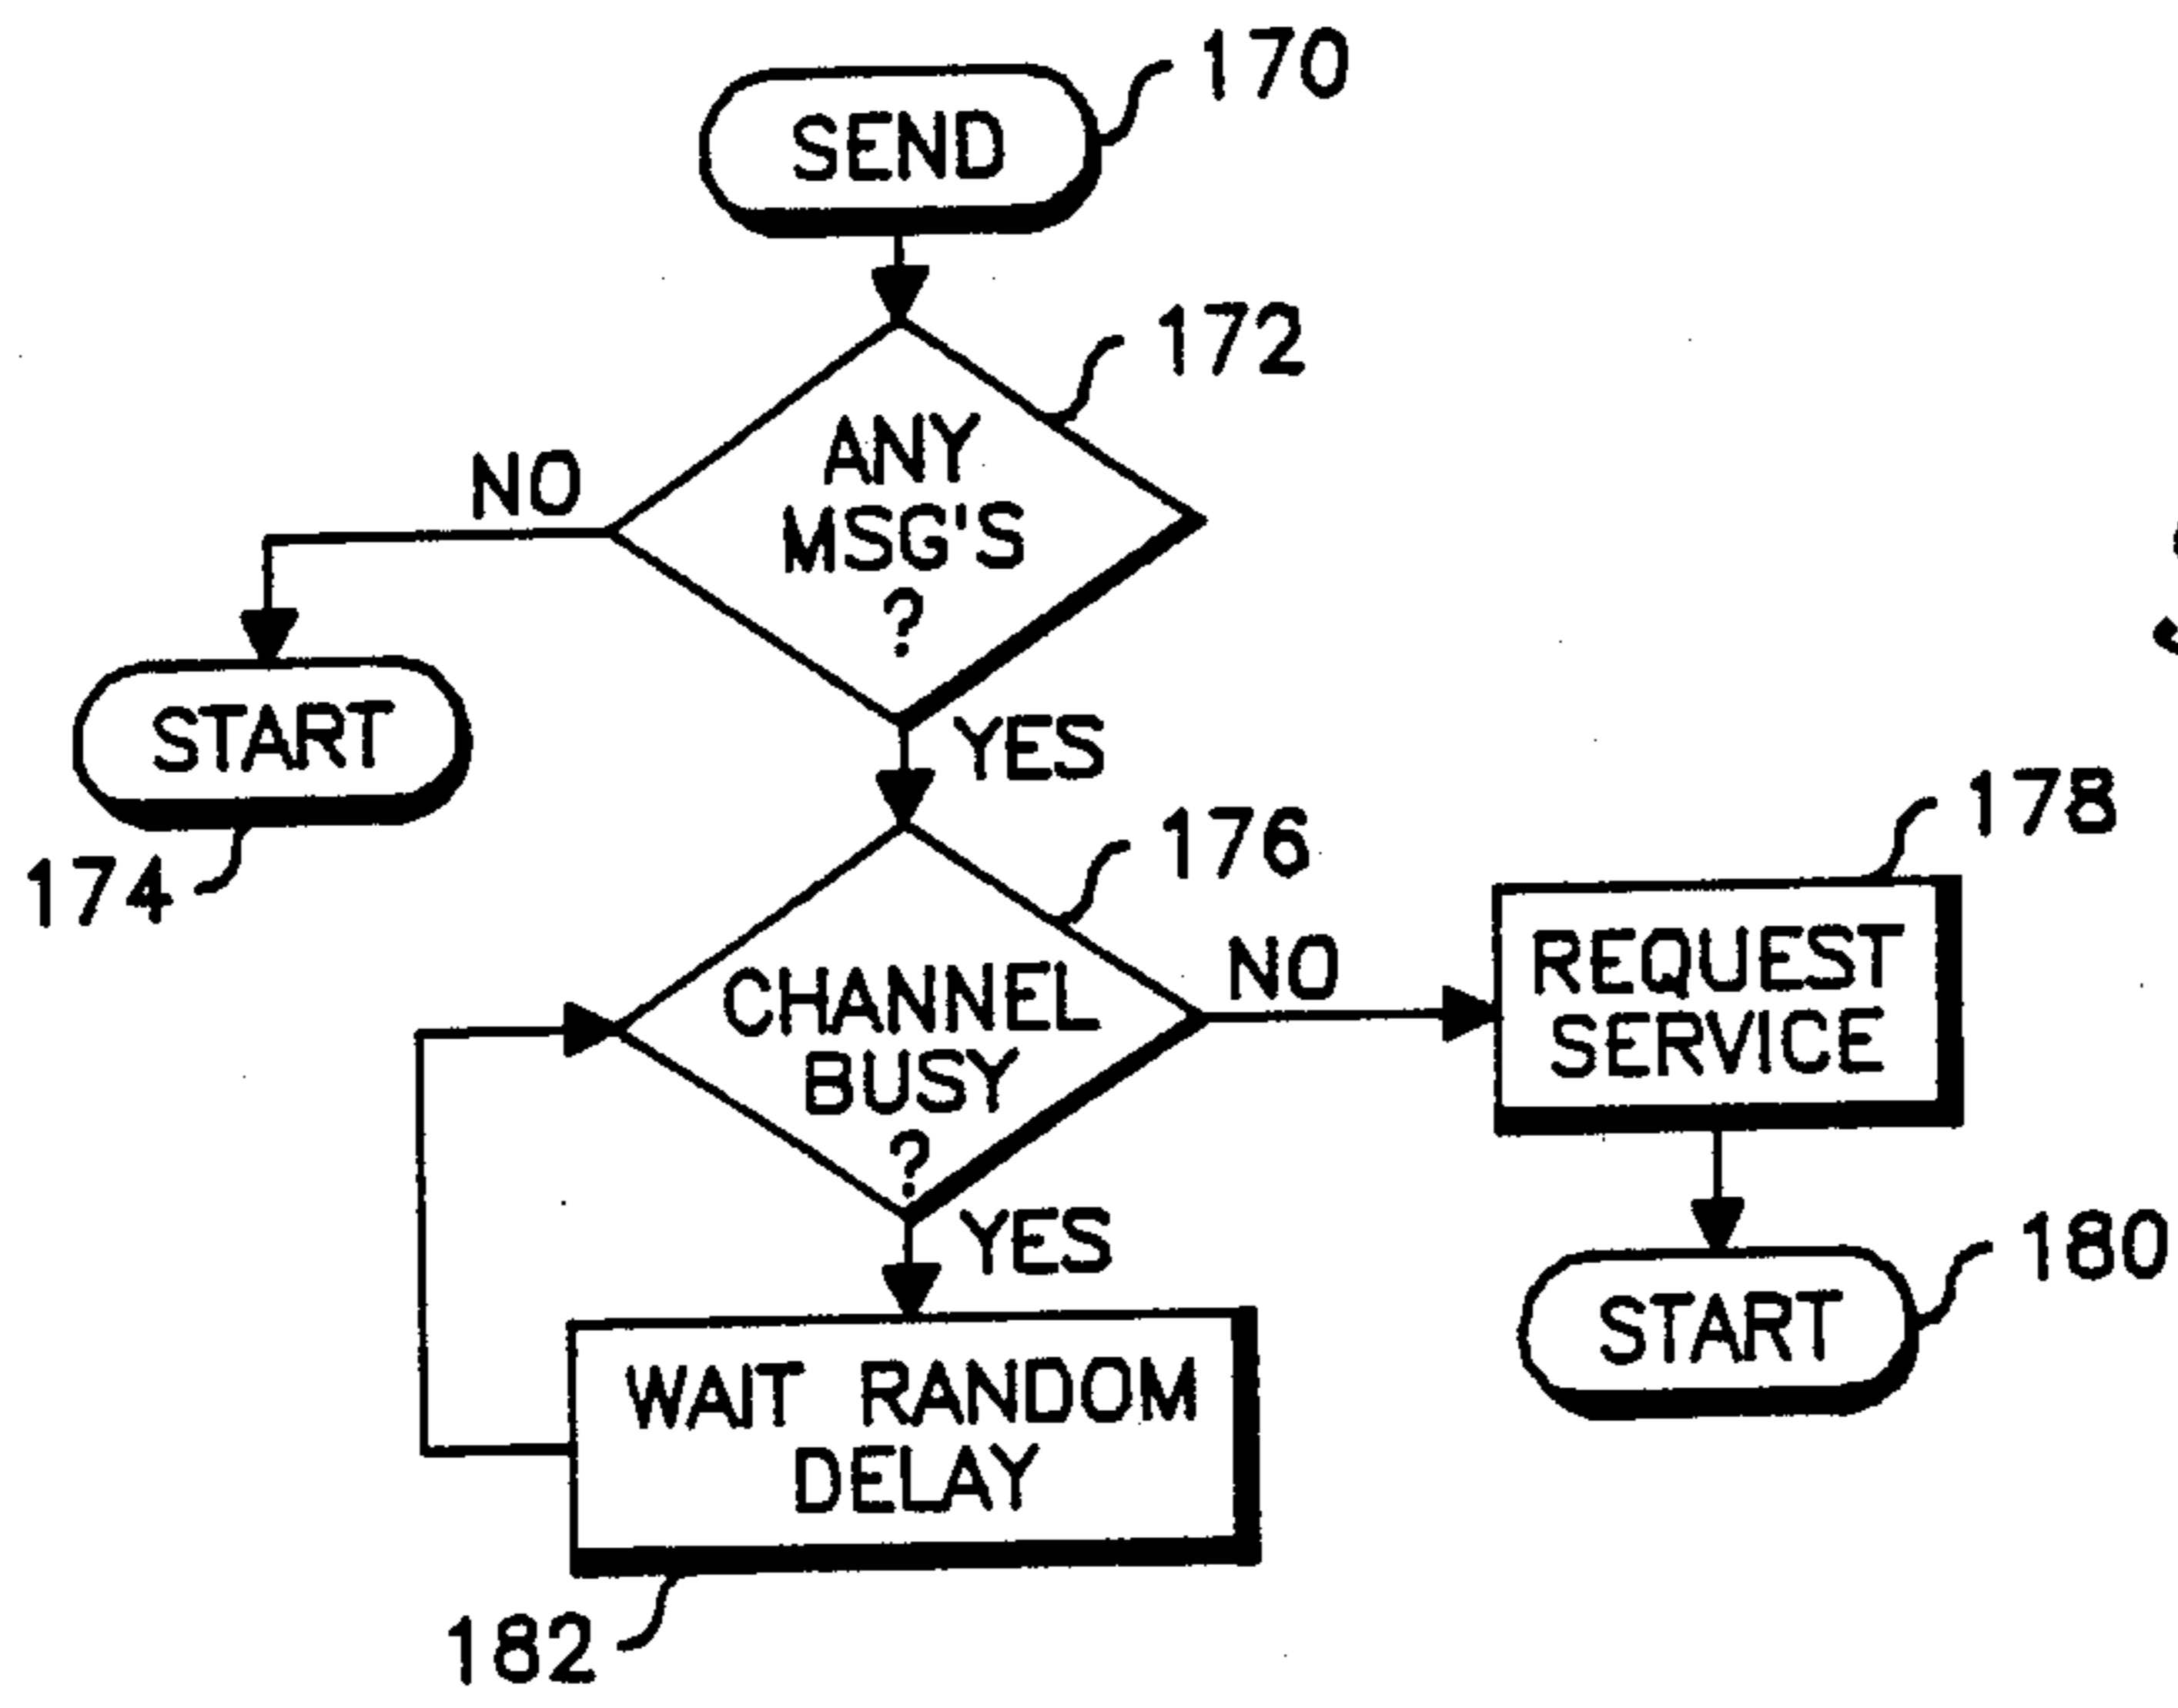 170
SEND
172
ANY
MSG'S
?
NO
YES
START
174
176
CHANNEL
BUSY
?
NO
YES
178
REQUEST
SERVICE
180
START
WAIT RANDOM
DELAY
182